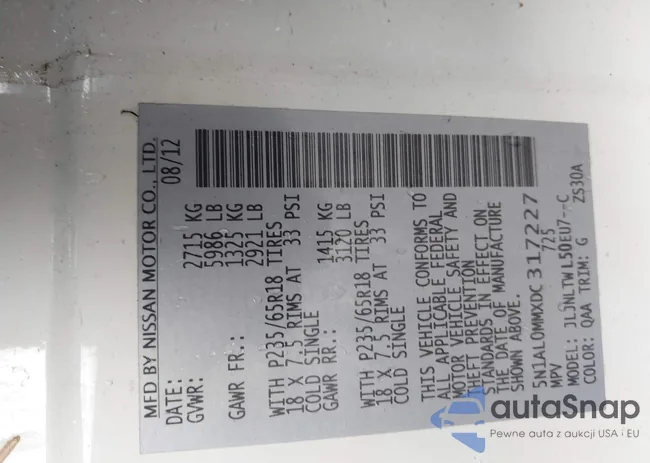 MFD BY NISSAN MOTOR CO., LTD.
DATE: 08/12
GVWR: 2715 KG
5986 LB
GAWR FR.: 1325 KG
2921 LB
WITH P235/65R18 TIRES
18 X 7.5 RIMS AT 33 PSI
COLD SINGLE
GAWR RR.: 1415 KG
3120 LB
WITH P235/65R18 TIRES
18 X 7.5 RIMS AT 33 PSI
COLD SINGLE
THIS VEHICLE CONFORMS TO
ALL APPLICABLE FEDERAL
MOTOR VEHICLE SAFETY AND
THEFT PREVENTION
STANDARDS IN EFFECT ON
THE DATE OF MANUFACTURE
SHOWN ABOVE.
5N1AL0MMXDC317227
MPV 725
MODEL: JLJNLTWL50EU7--C
COLOR: QAA TRIM: G ZS30A
autaSnap
Pewne auta z aukcji USA i EU